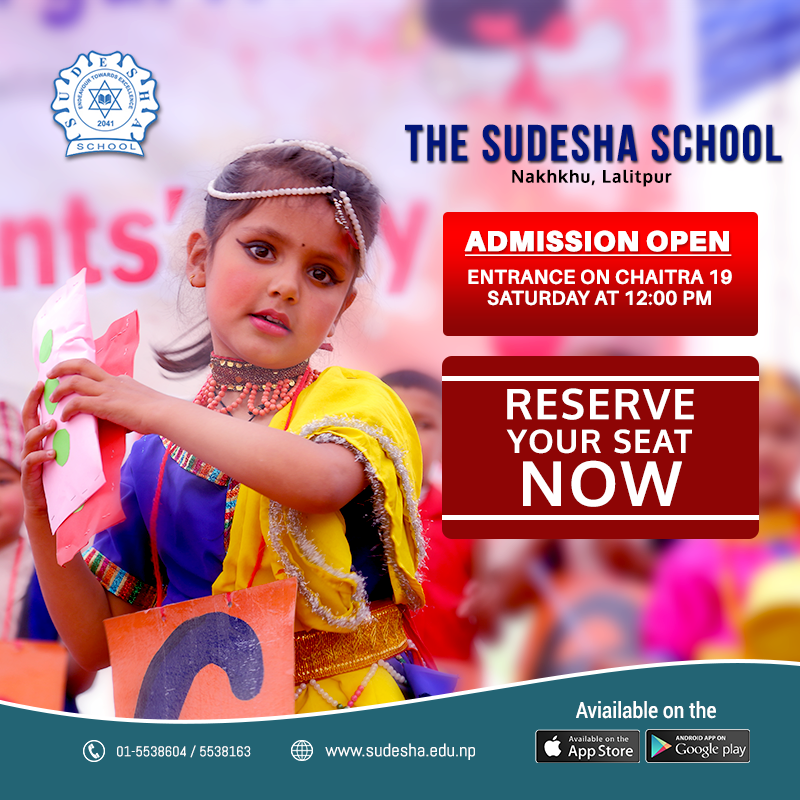 SUDESHA
ENDEAVOUR TOWARDS EXCELLENCE
2041
SCHOOL
THE SUDESHA SCHOOL
Nakhkhu, Lalitpur
nts'
y
ADMISSION OPEN
ENTRANCE ON CHAITRA 19
SATURDAY AT 12:00 PM
RESERVE
YOUR SEAT
NOW
Aviailable on the
01-5538604 / 5538163
www.sudesha.edu.np
Available on the
App Store
ANDROID APP ON
Google play